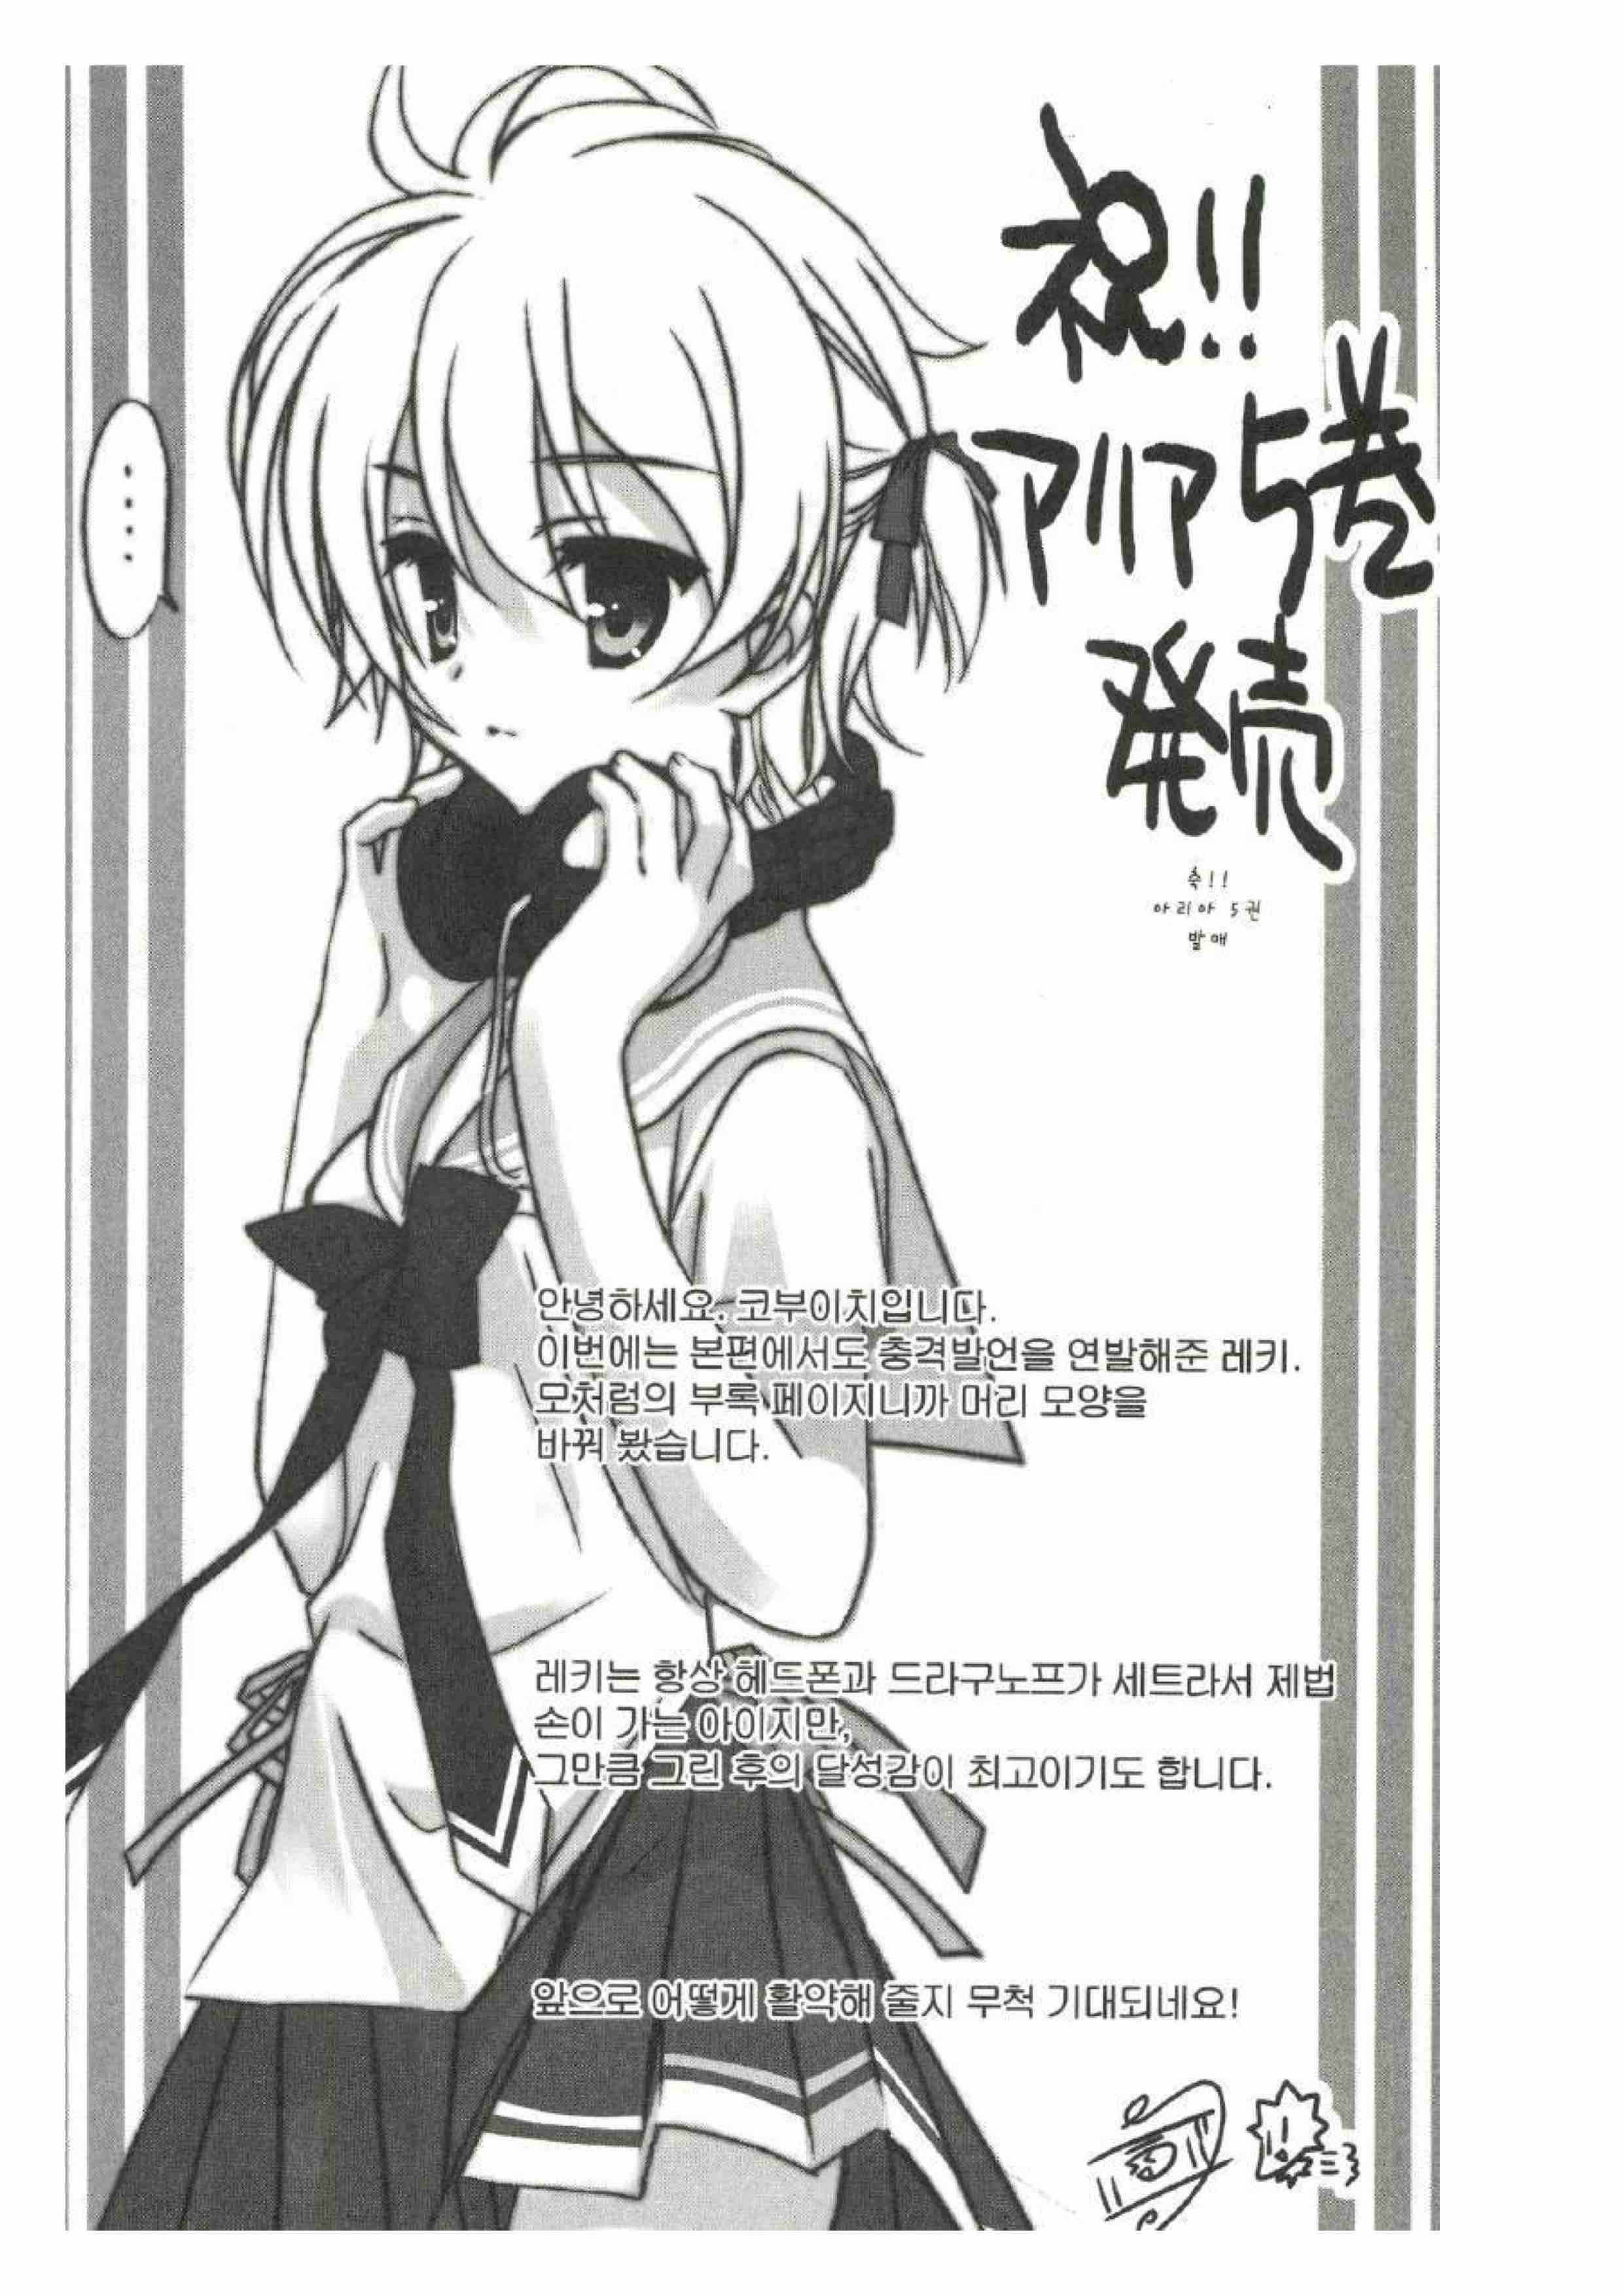 祝!!
アリア5巻
発売
축!!
아리아 5권
발매
....
안녕하세요. 코부이치입니다.
이번에는 본편에서도 충격발언을 연발해준 레키.
모처럼의 부록 페이지니까 머리 모양을
바꿔 봤습니다.
레키는 항상 헤드폰과 드라구노프가 세트라서 제법
손이 가는 아이지만,
그만큼 그린 후의 달성감이 최고이기도 합니다.
앞으로 어떻게 활약해 줄지 무척 기대되네요!